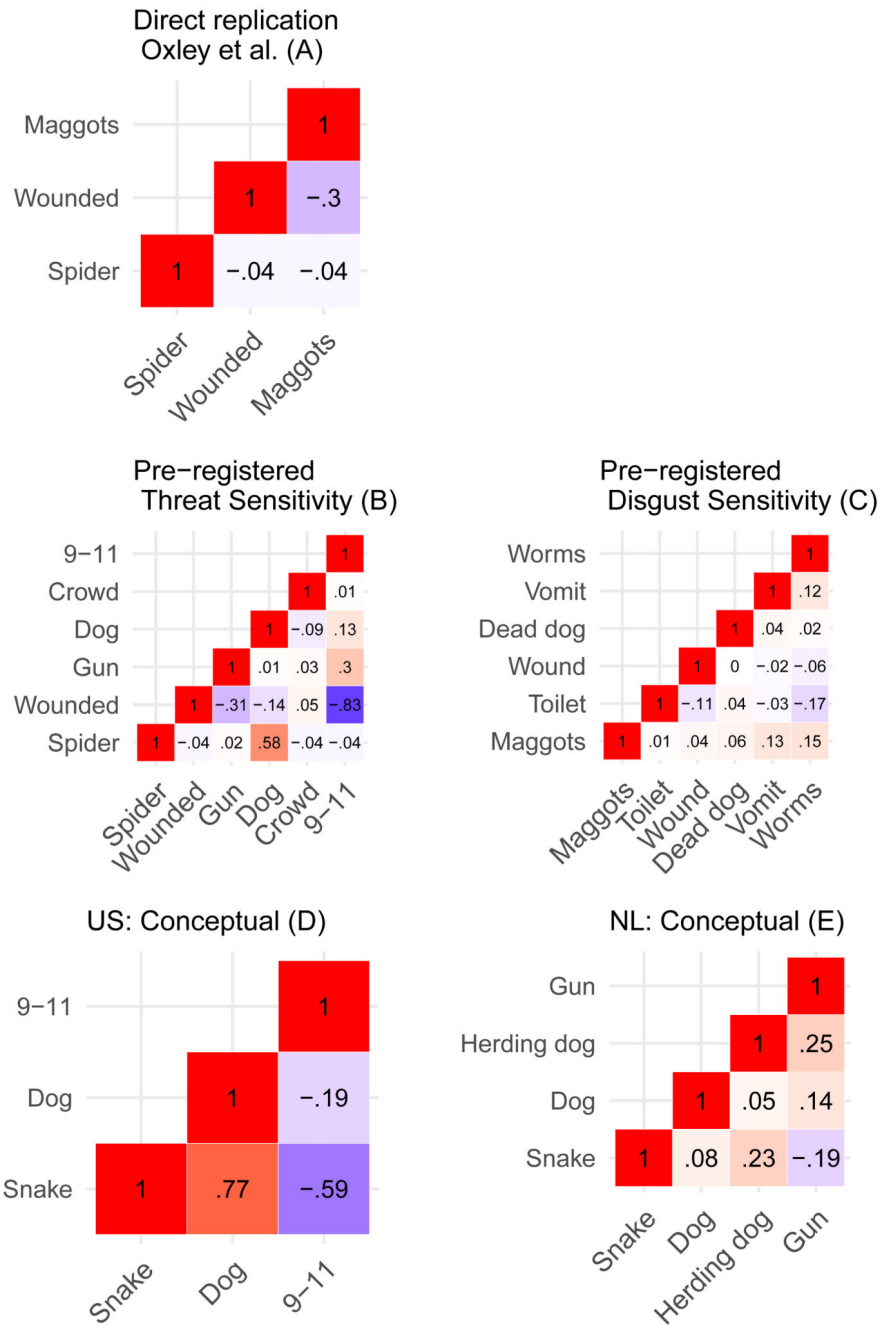 Direct replication
Oxley et al. (A)
Maggots
1
Wounded
1 −.3
Spider
1 −.04 −.04
Spider Wounded Maggots
Pre−registered
Threat Sensitivity (B)
9−11
1
Crowd
1 .01
Dog
1 −.09 .13
Gun
1 .01 .03 .3
Wounded
1 −.31 −.14 .05 −.83
Spider
1 −.04 .02 .58 −.04 −.04
Spider Wounded Gun Dog Crowd 9−11
Pre−registered
Disgust Sensitivity (C)
Worms
1
Vomit
1 .12
Dead dog
1 .04 .02
Wound
1 0 −.02 −.06
Toilet
1 −.11 .04 −.03 −.17
Maggots
1 .01 .04 .06 .13 .15
Maggots Toilet Wound Dead dog Vomit Worms
US: Conceptual (D)
9−11
1
Dog
1 −.19
Snake
1 .77 −.59
Snake Dog 9−11
NL: Conceptual (E)
Gun
1
Herding dog
1 .25
Dog
1 .05 .14
Snake
1 .08 .23 −.19
Snake Dog Herding dog Gun